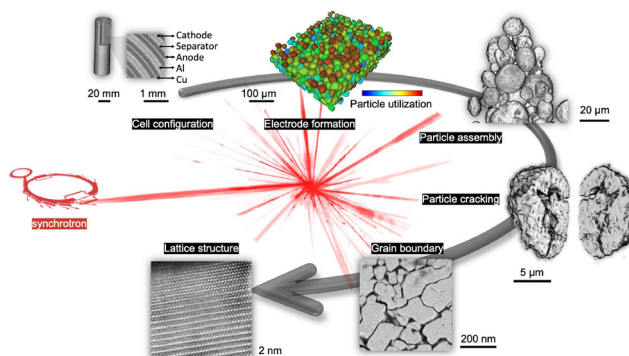 Cathode
Separator
Anode
Al
Cu
20 mm
1 mm
100 µm
Particle utilization
20 µm
Cell configuration
Electrode formation
Particle assembly
synchrotron
Particle cracking
Lattice structure
Grain boundary
5 µm
2 nm
200 nm